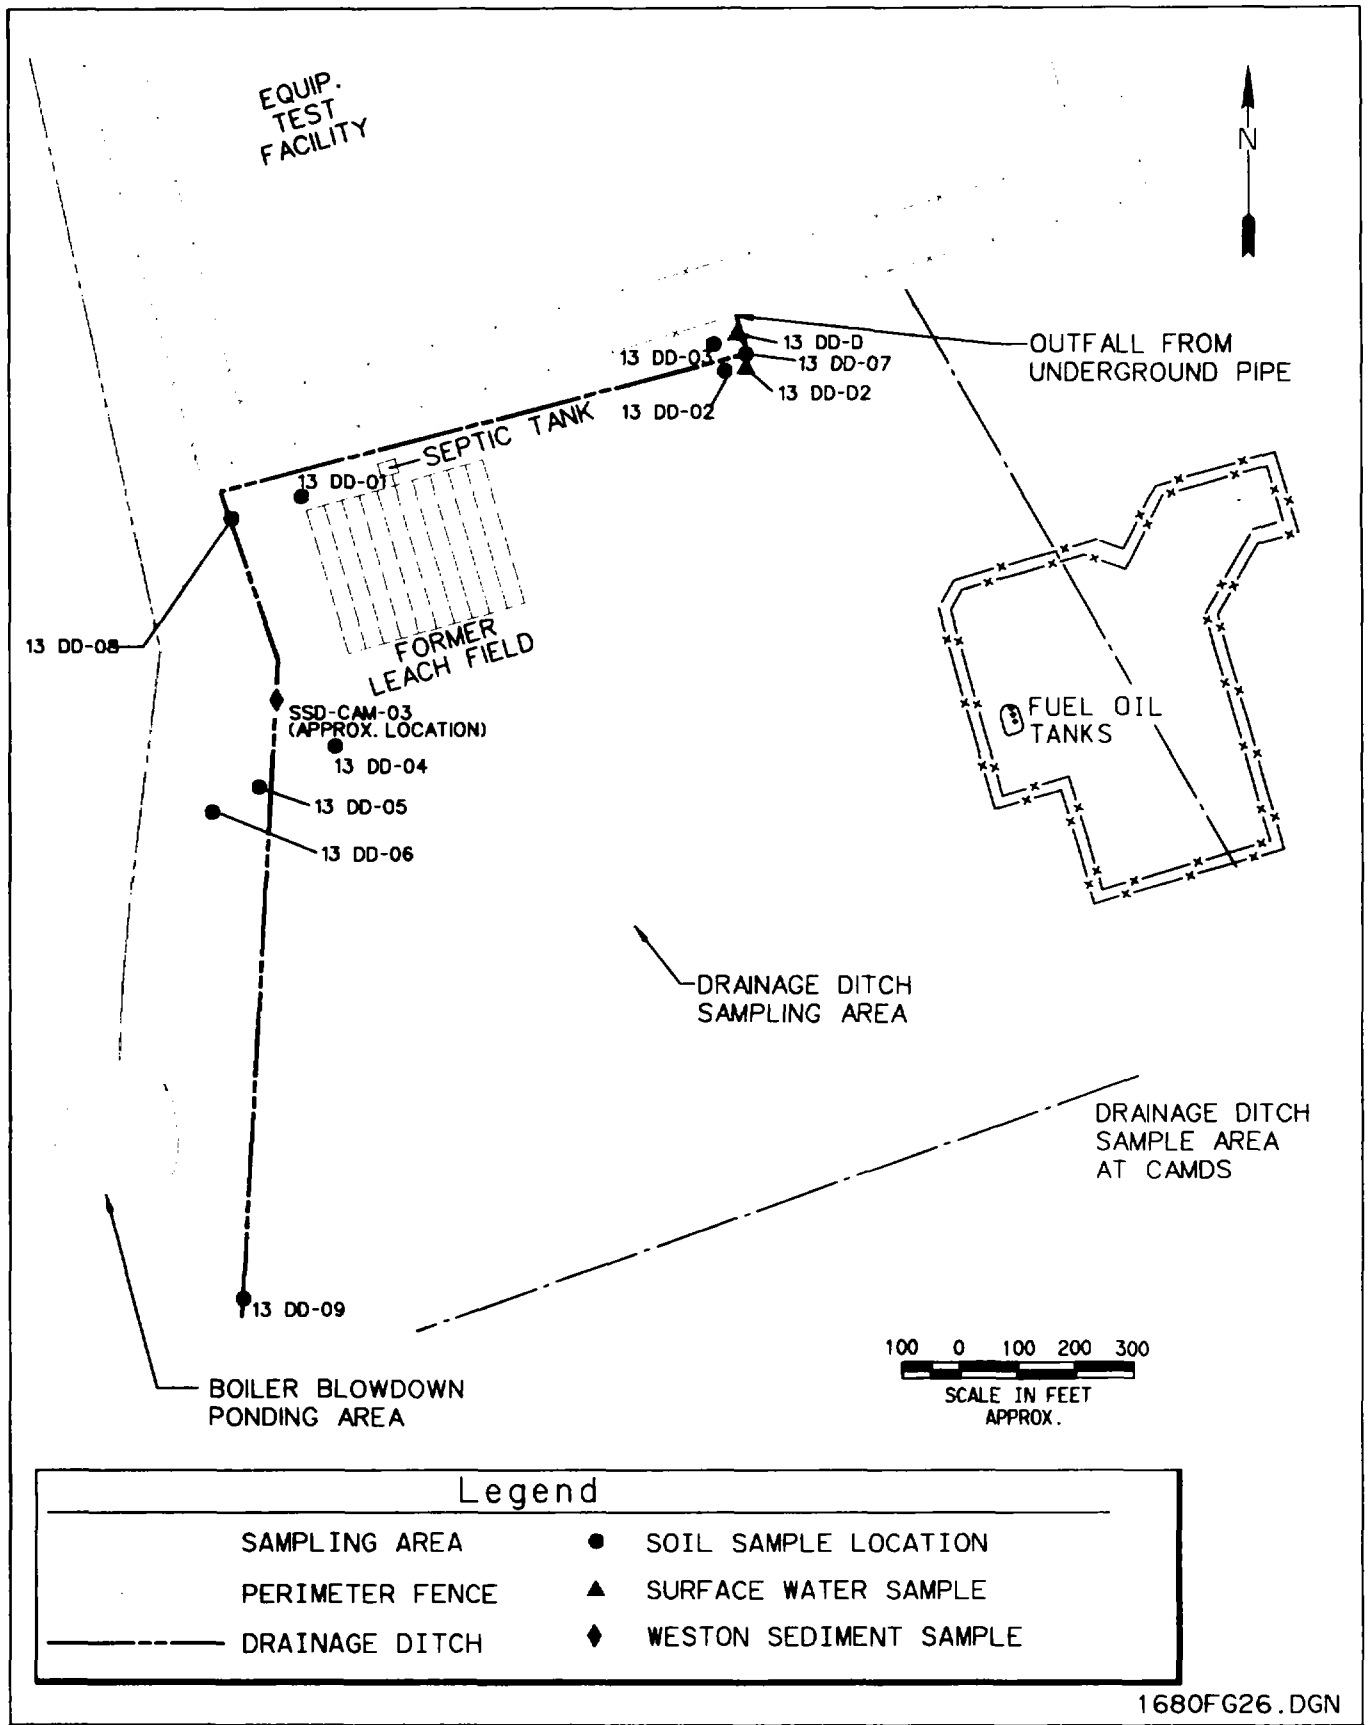 EQUIP.
TEST
FACILITY
N
OUTFALL FROM
UNDERGROUND PIPE
13 DD-D
13 DD-03
13 DD-07
13 DD-D2
13 DD-02
SEPTIC TANK
13 DD-01
13 DD-08
FORMER
LEACH FIELD
SSD-CAM-03
(APPROX. LOCATION)
13 DD-04
13 DD-05
13 DD-06
FUEL OIL
TANKS
DRAINAGE DITCH
SAMPLING AREA
DRAINAGE DITCH
SAMPLE AREA
AT CAMDS
13 DD-09
BOILER BLOWDOWN
PONDING AREA
100 0 100 200 300
SCALE IN FEET
APPROX.
Legend
SAMPLING AREA
SOIL SAMPLE LOCATION
PERIMETER FENCE
SURFACE WATER SAMPLE
DRAINAGE DITCH
WESTON SEDIMENT SAMPLE
1680FG26.DGN